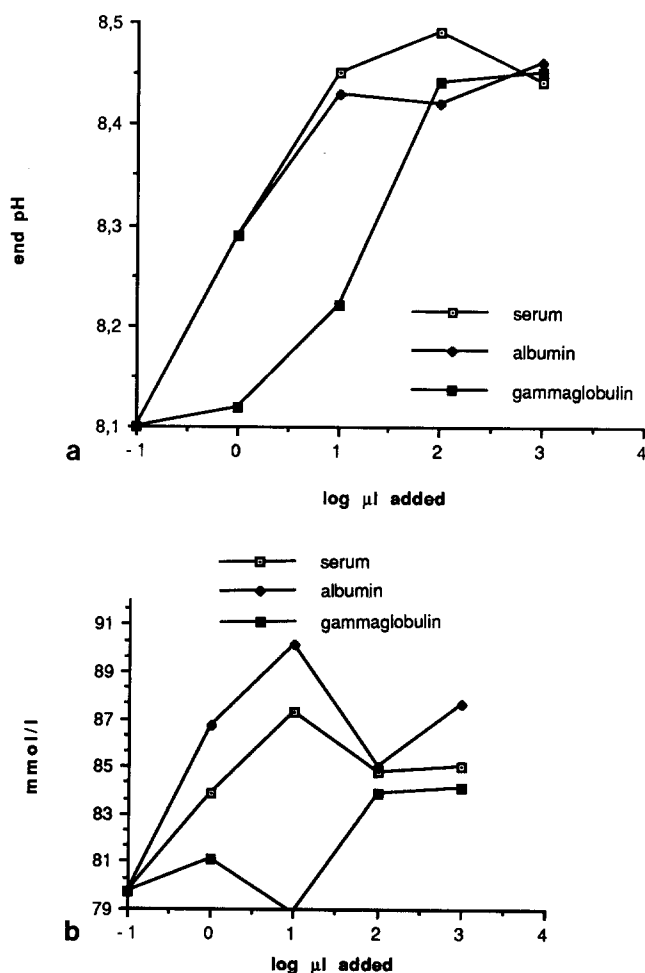 8,5
8,4
8,3
8,2
8,1
end pH
serum
albumin
gammaglobulin
-1 0 1 2 3 4
a
log µl added
serum
albumin
gammaglobulin
91
89
87
85
83
81
79
mmol/l
-1 0 1 2 3 4
b
log µl added